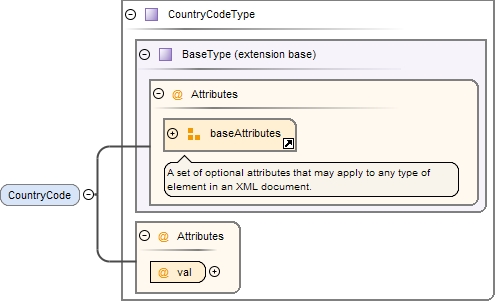 CountryCodeType
BaseType (extension base)
@ Attributes
baseAttributes
A set of optional attributes that may apply to any type of
element in an XML document.
CountryCode
@ Attributes
@ val